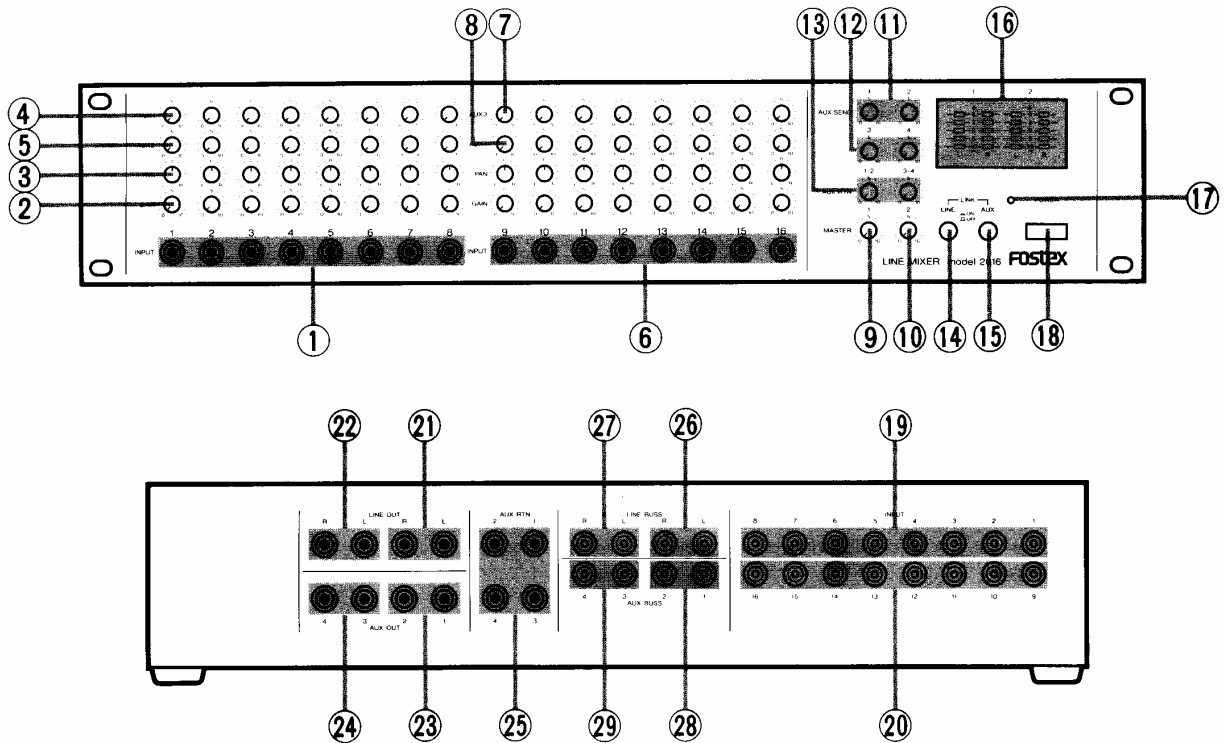 13 12 11 16
8 7
1 2 1 2
4 AUX3 AUX SEND
3 4
5
3 PAN 1-2 3-4
17
2 GAIN LINK
LINE ON OFF AUX
MASTER 1 2
1 2 3 4 5 6 7 8 9 10 11 12 13 14 15 16
INPUT INPUT
LINE MIXER model 2016 FOSTEX
1 6 9 10 14 15 18
22 21 27 26 19
LINE OUT AUX RTN LINE BUSS INPUT
R L R L 2 1 R L R L 8 7 6 5 4 3 2 1
4 3 2 1 4 3 4 3 2 1 16 15 14 13 12 11 10 9
AUX OUT AUX BUSS
24 23 25 29 28 20